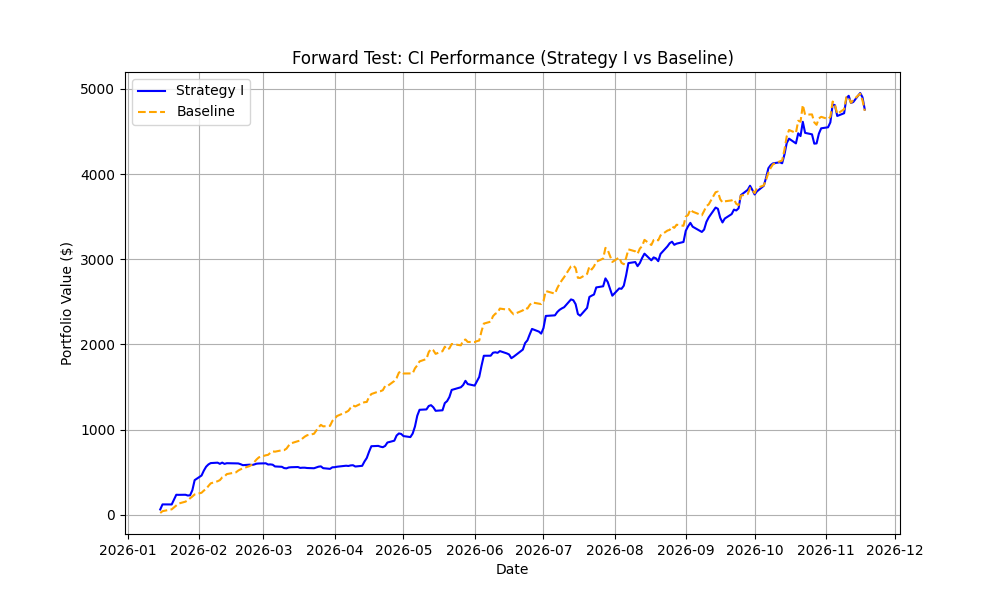 Forward Test: CI Performance (Strategy I vs Baseline)
Strategy I
Baseline
Portfolio Value ($)
5000
4000
3000
2000
1000
0
2026-01 2026-02 2026-03 2026-04 2026-05 2026-06 2026-07 2026-08 2026-09 2026-10 2026-11 2026-12
Date